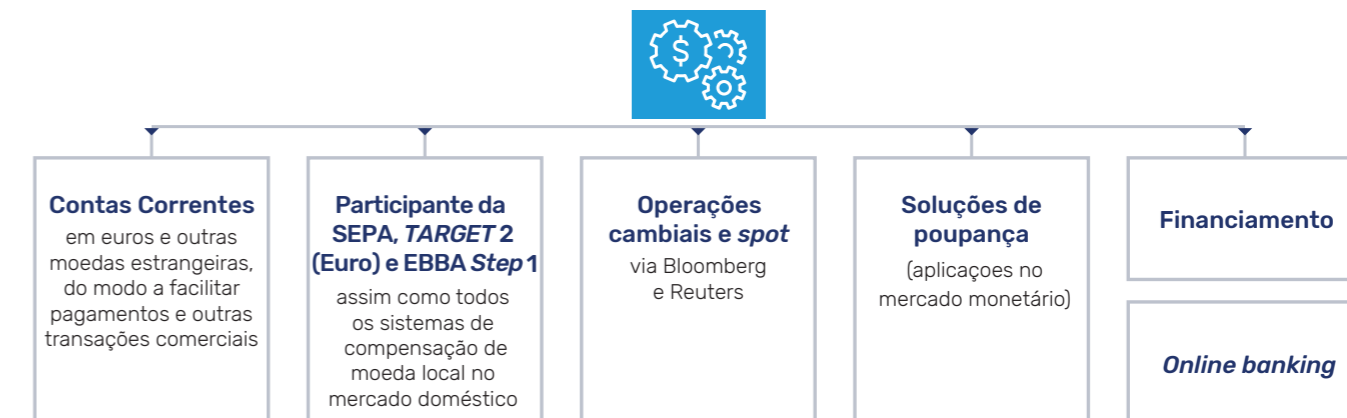 $
Contas Correntes
em euros e outras
moedas estrangeiras,
do modo a facilitar
pagamentos e outras
transações comerciais
Participante da
SEPA, TARGET 2
(Euro) e EBBA Step 1
assim como todos
os sistemas de
compensação de
moeda local no
mercado doméstico
Operações
cambiais e spot
via Bloomberg
e Reuters
Soluções de
poupança
(aplicaçoes no
mercado monetário)
Financiamento
Online banking